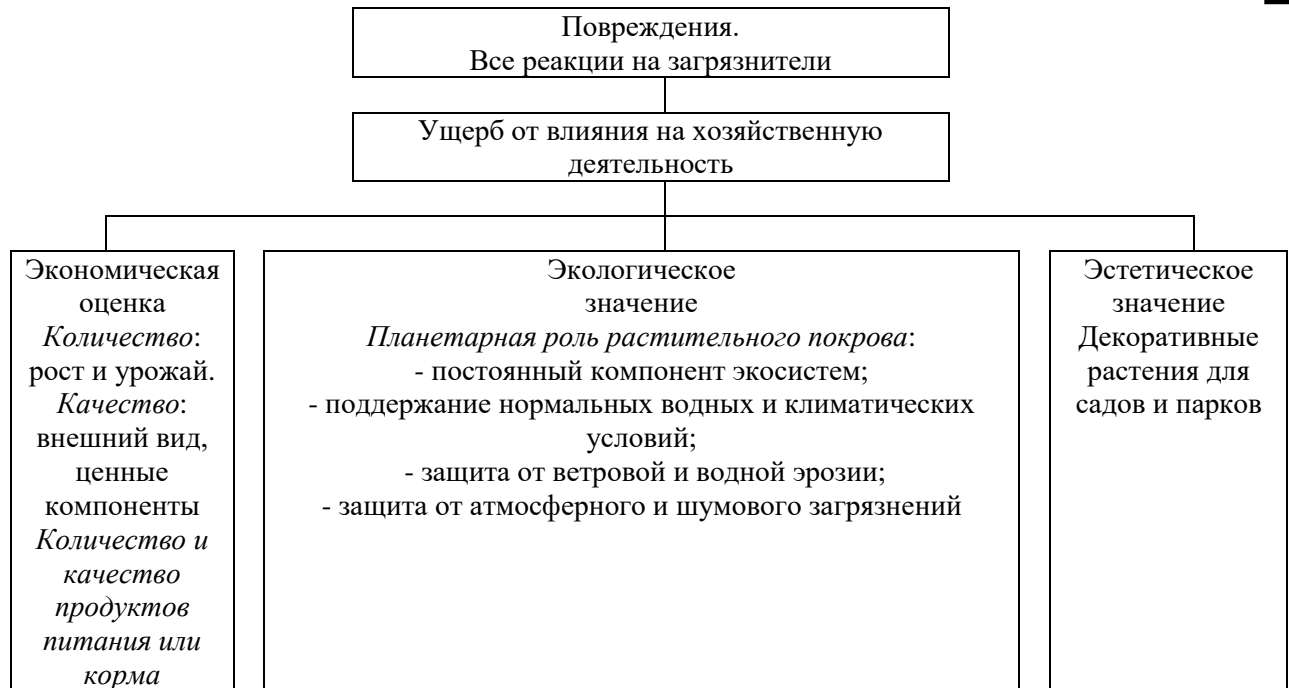 Повреждения.
Все реакции на загрязнители
Ущерб от влияния на хозяйственную
деятельность
Экономическая
оценка
Количество:
рост и урожай.
Качество:
внешний вид,
ценные
компоненты
Количество и
качество
продуктов
питания или
корма
Экологическое
значение
Планетарная роль растительного покрова:
- постоянный компонент экосистем;
- поддержание нормальных водных и климатических
условий;
- защита от ветровой и водной эрозии;
- защита от атмосферного и шумового загрязнений
Эстетическое
значение
Декоративные
растения для
садов и парков